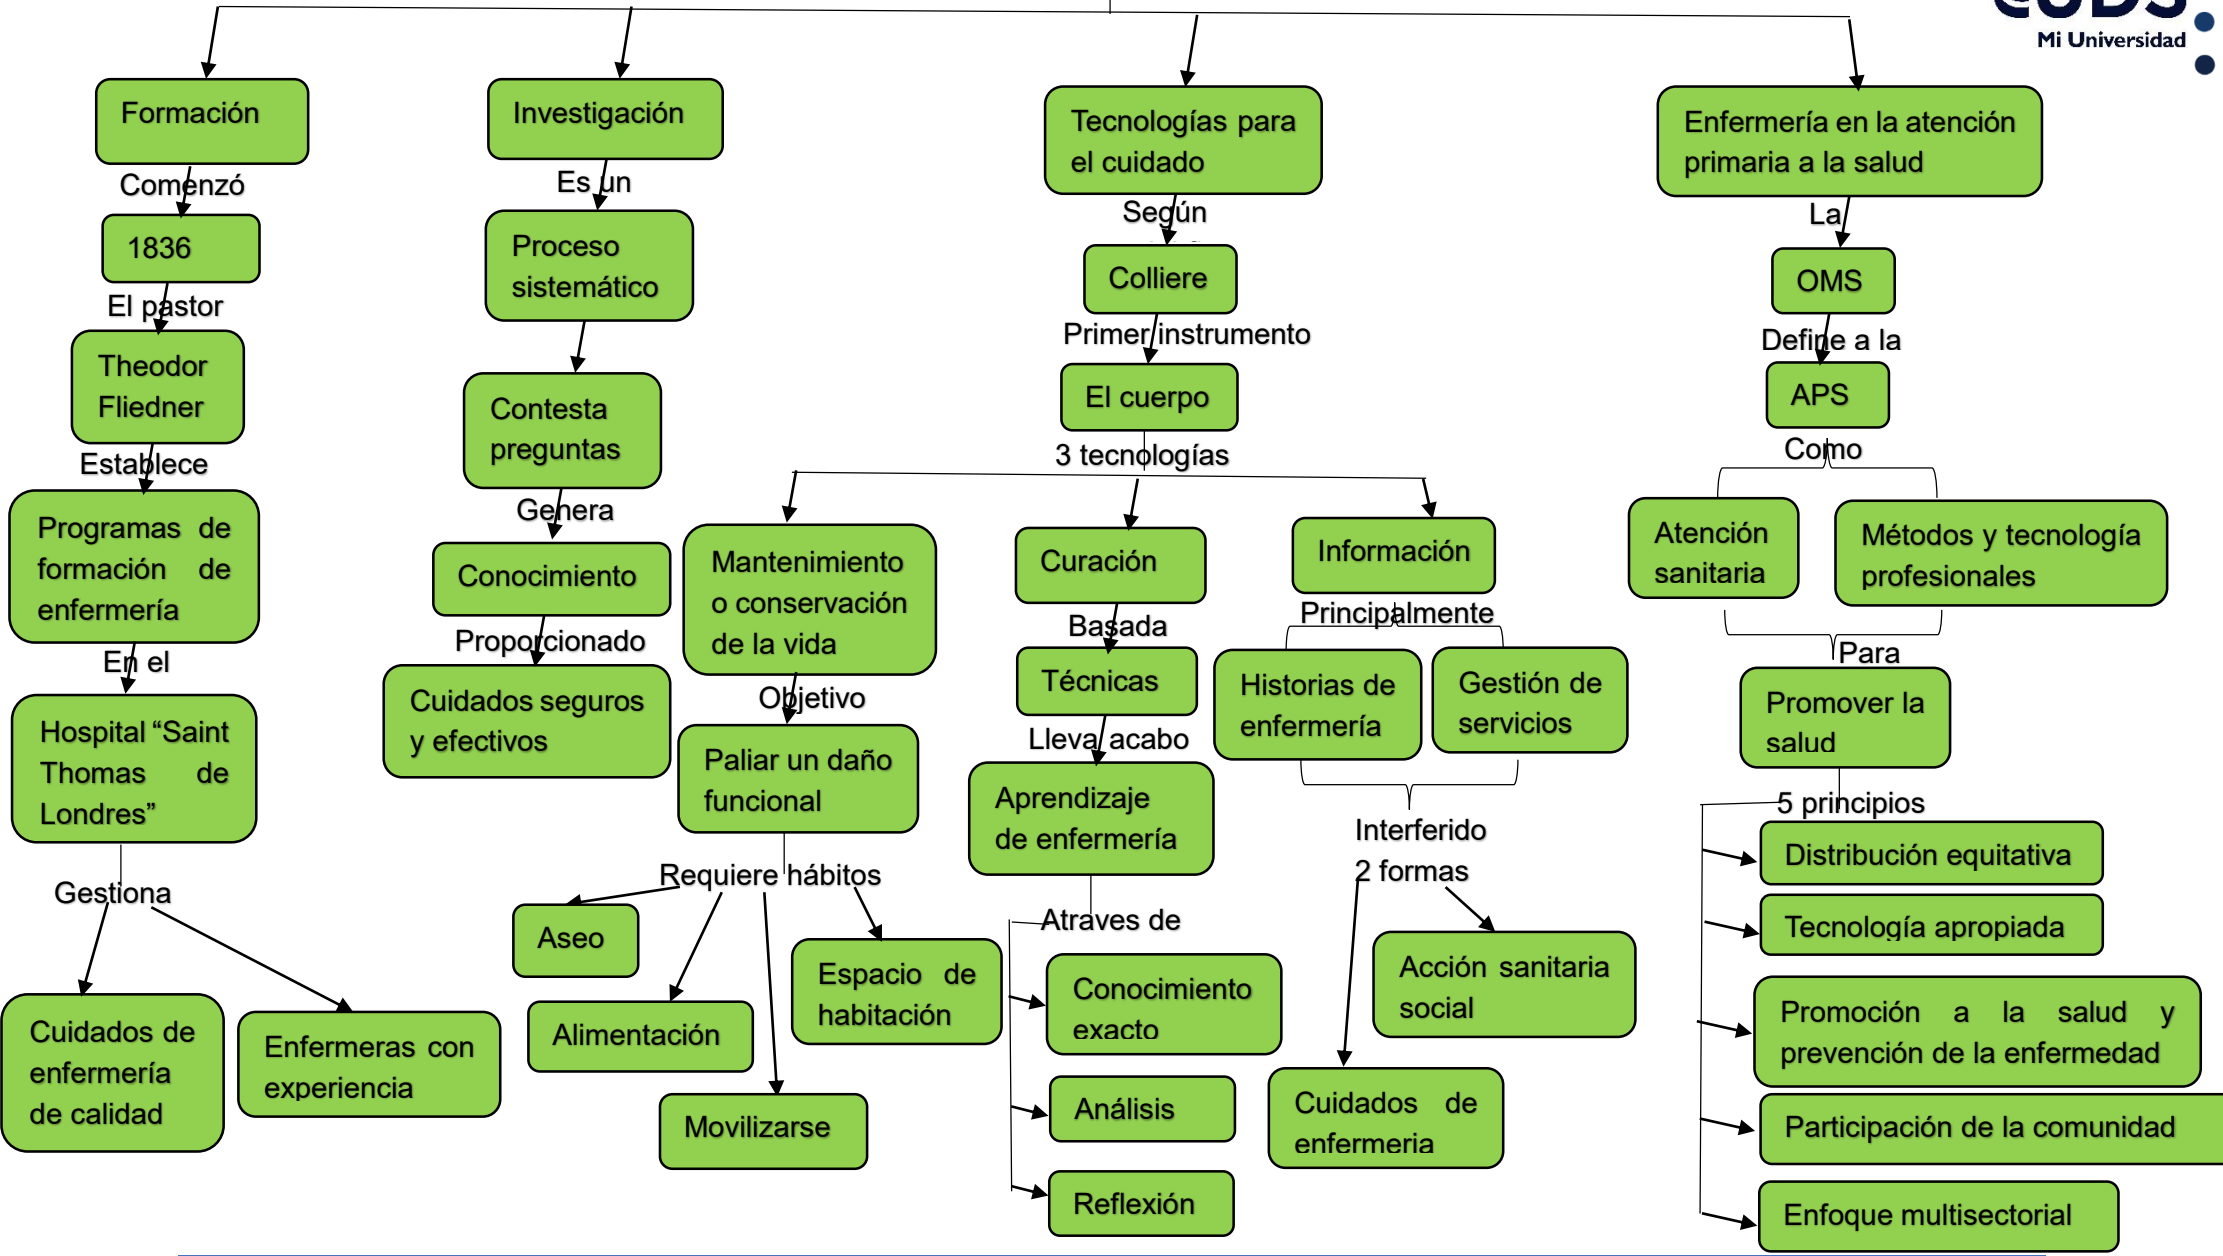 Mi Universidad
Formación
Comenzó
1836
El pastor
Theodor
Fliedner
Establece
Programas de
formación de
enfermería
En el
Hospital “Saint
Thomas de
Londres”
Gestiona
Cuidados de
enfermería
de calidad
Enfermeras con
experiencia
Investigación
Es un
Proceso
sistemático
Contesta
preguntas
Genera
Conocimiento
Proporcionado
Cuidados seguros
y efectivos
Tecnologías para
el cuidado
Según
Colliere
Primer instrumento
El cuerpo
3 tecnologías
Mantenimiento
o conservación
de la vida
Objetivo
Paliar un daño
funcional
Requiere hábitos
Aseo
Alimentación
Movilizarse
Espacio de
habitación
Curación
Basada
Técnicas
Lleva acabo
Aprendizaje
de enfermería
Atraves de
Conocimiento
exacto
Análisis
Reflexión
Información
Principalmente
Historias de
enfermería
Gestión de
servicios
Interferido
2 formas
Cuidados de
enfermeria
Acción sanitaria
social
Enfermería en la atención
primaria a la salud
La
OMS
Define a la
APS
Como
Atención
sanitaria
Métodos y tecnología
profesionales
Para
Promover la
salud
5 principios
Distribución equitativa
Tecnología apropiada
Promoción a la salud y
prevención de la enfermedad
Participación de la comunidad
Enfoque multisectorial